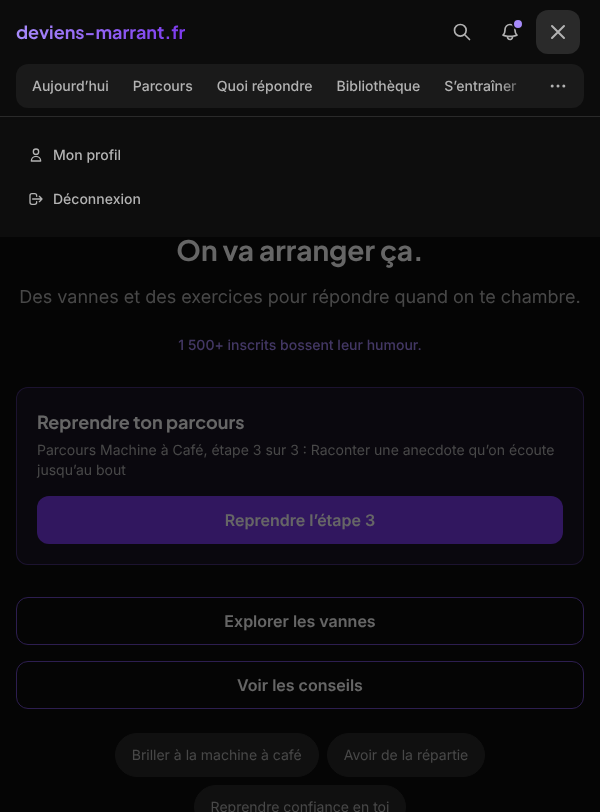 deviens-marrant.fr
Aujourd’hui Parcours Quoi répondre Bibliothèque S’entraîner
Mon profil
Déconnexion
On va arranger ça.
Des vannes et des exercices pour répondre quand on te chambre.
1 500+ inscrits bossent leur humour.
Reprendre ton parcours
Parcours Machine à Café, étape 3 sur 3 : Raconter une anecdote qu’on écoute
jusqu’au bout
Reprendre l’étape 3
Explorer les vannes
Voir les conseils
Briller à la machine à café Avoir de la répartie
Reprendre confiance en toi